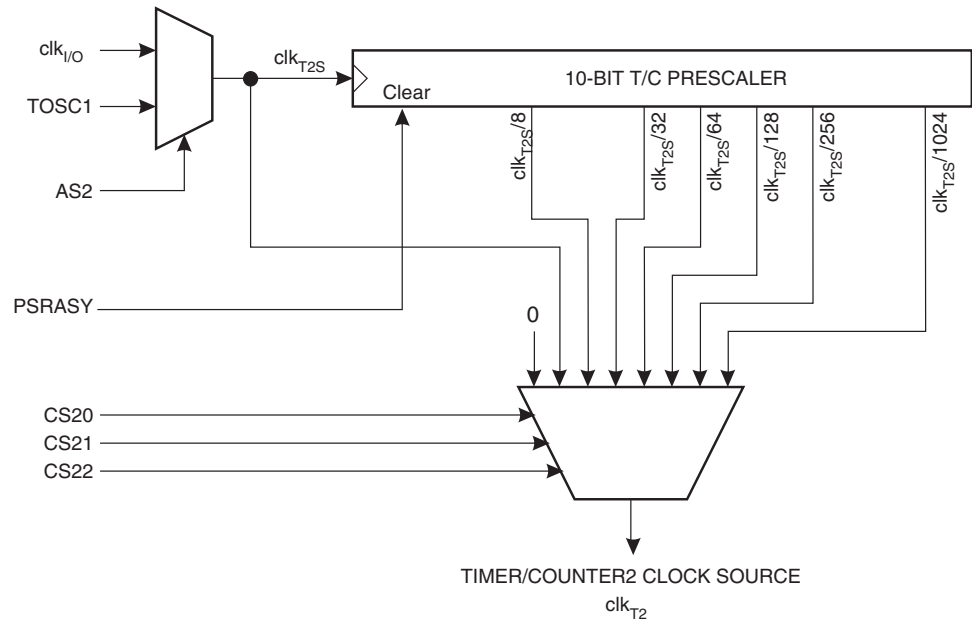 clkI/O
clkT2S
10-BIT T/C PRESCALER
TOSC1
Clear
clkT2S/8
clkT2S/32
clkT2S/64
clkT2S/128
clkT2S/256
clkT2S/1024
AS2
PSRASY
0
CS20
CS21
CS22
TIMER/COUNTER2 CLOCK SOURCE
clkT2